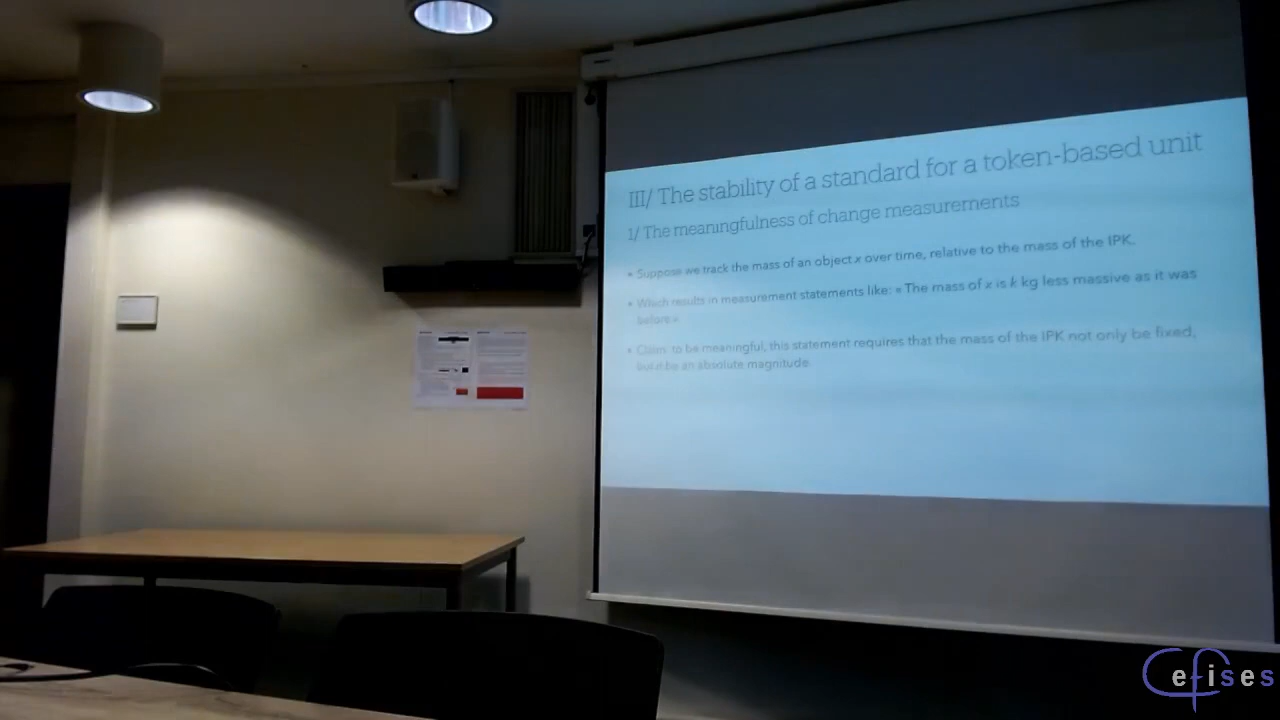 III/ The stability of a standard for a token-based unit
1/ The meaningfulness of change measurements
• Suppose we track the mass of an object x over time, relative to the mass of the IPK.
• Which results in measurement statements like: « The mass of x is k kg less massive as it was
before »
• Claim: to be meaningful, this statement requires that the mass of the IPK not only be fixed,
but it be an absolute magnitude
Cefises